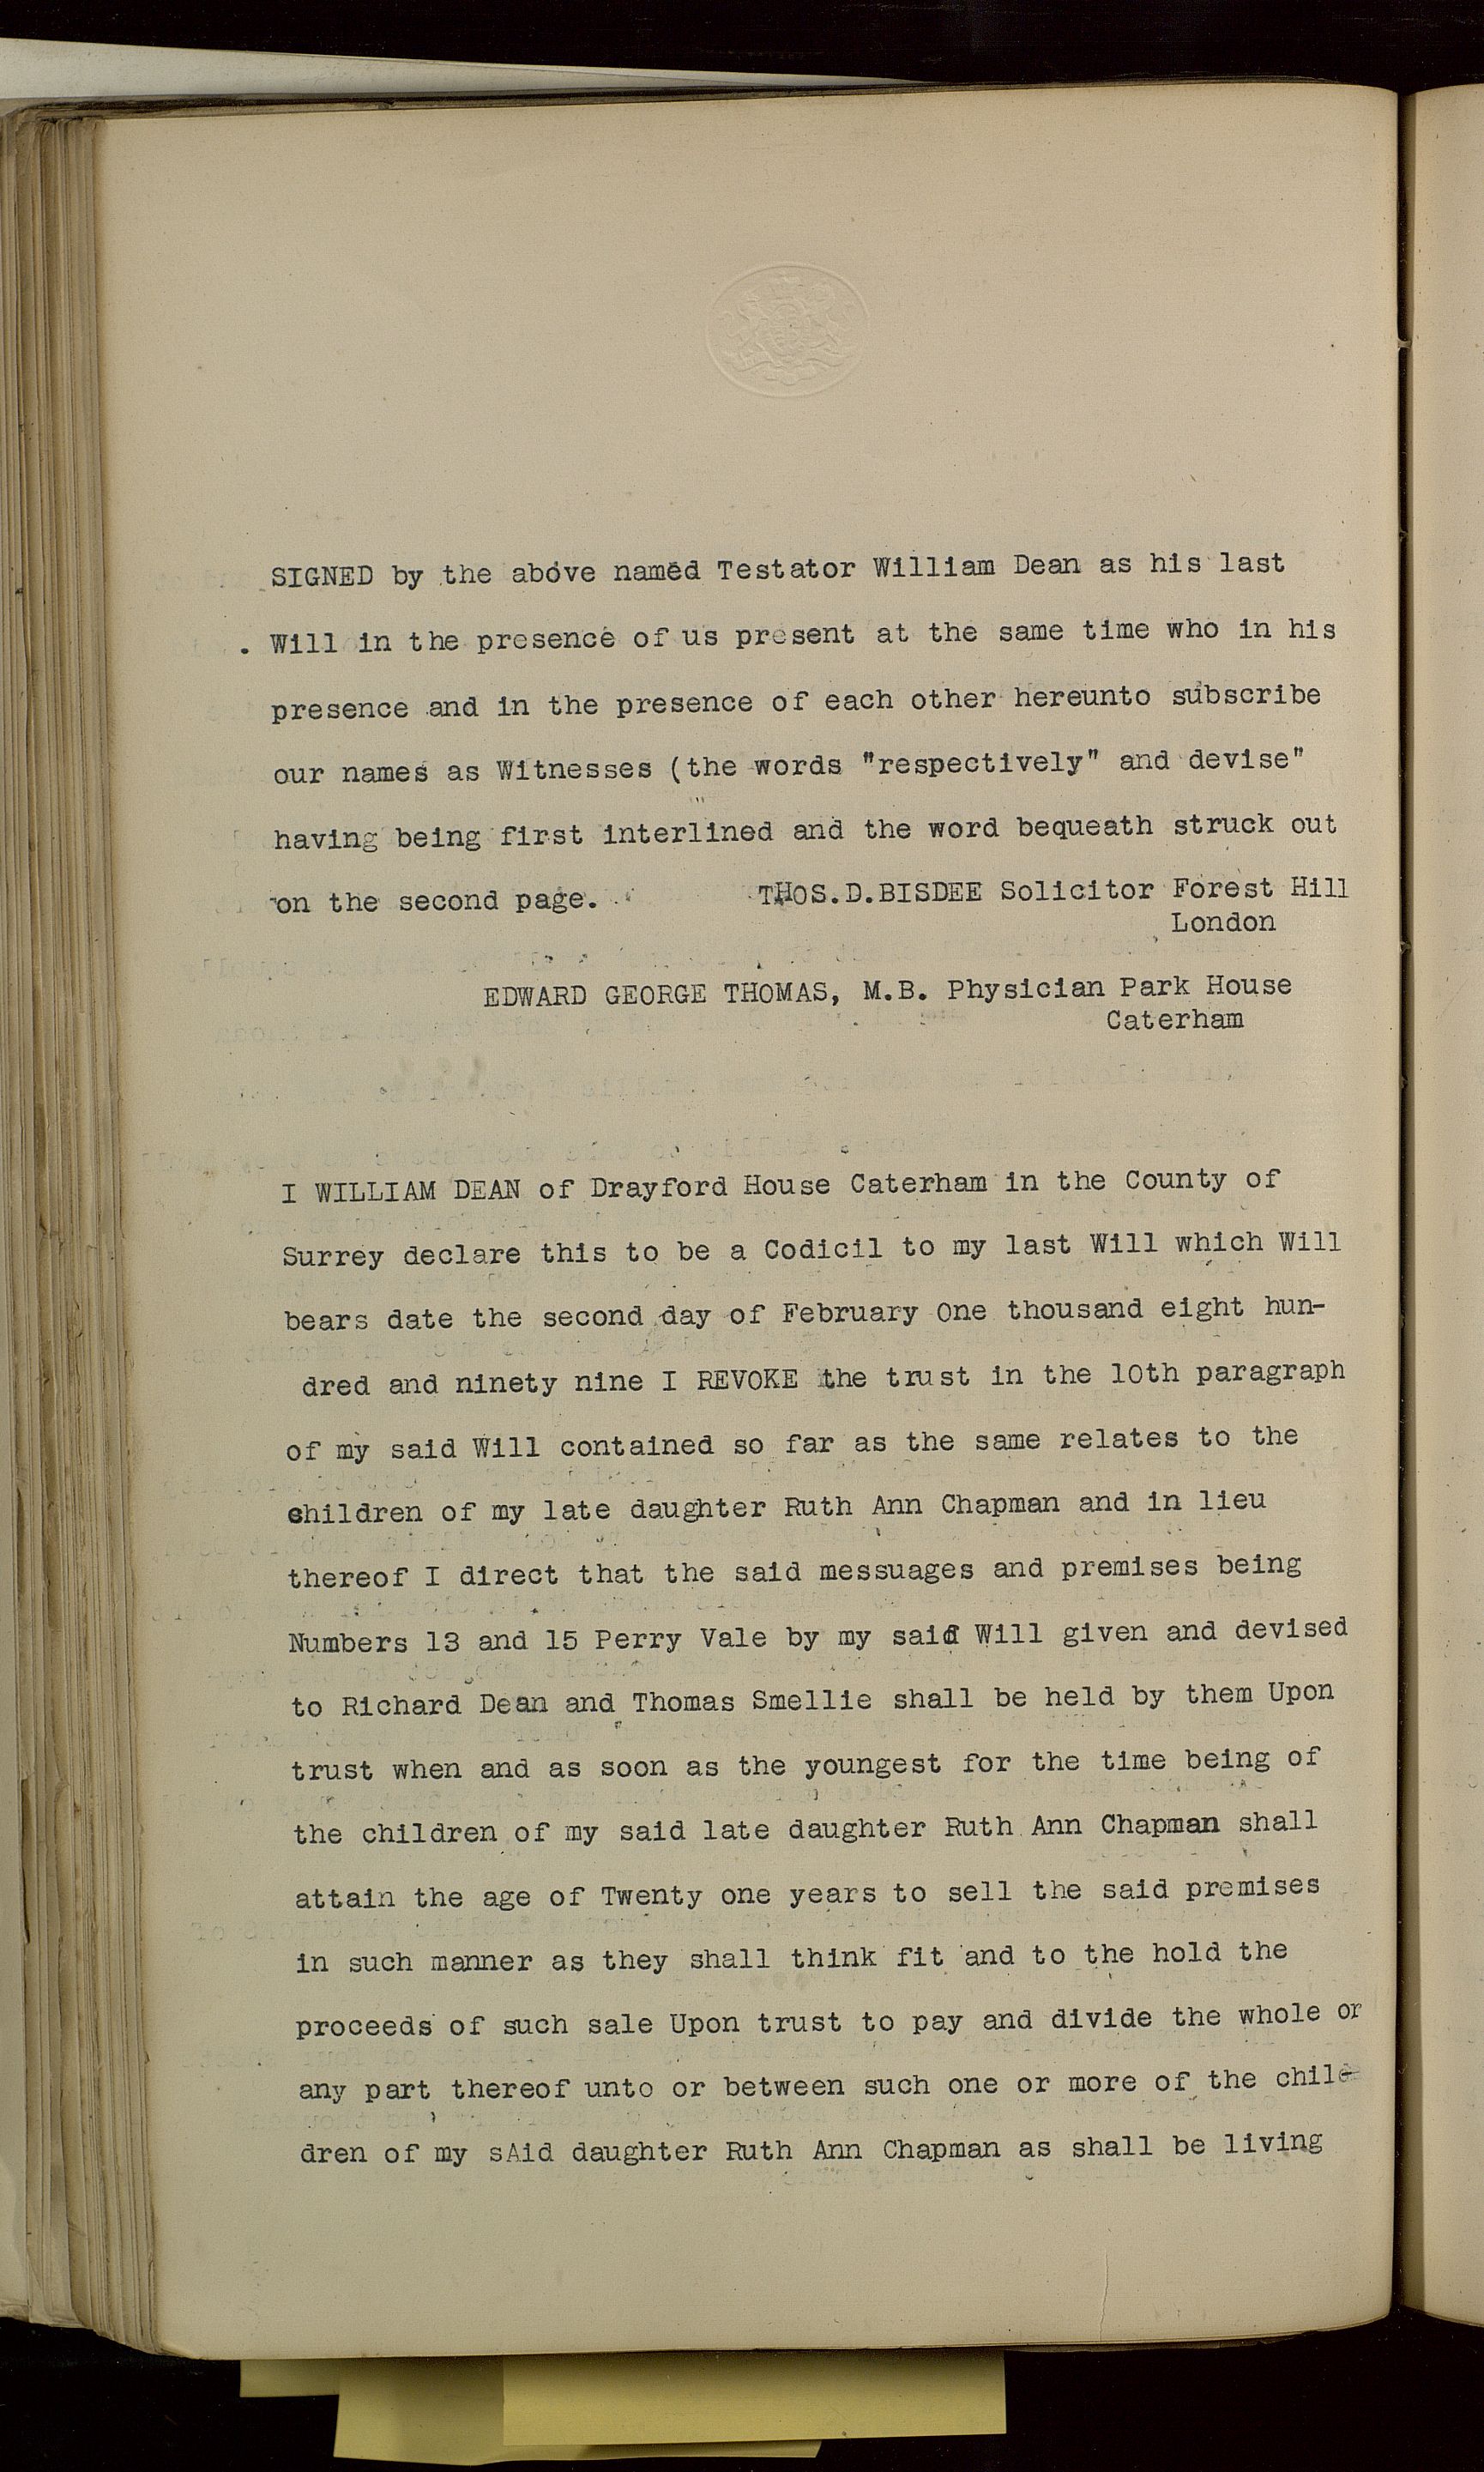 SIGNED by the above named Testator William Dean as his last
Will in the presence of us present at the same time who in his
presence and in the presence of each other hereunto subscribe
our names as Witnesses (the words "respectively" and devise"
having being first interlined and the word bequeath struck out
on the second page. THOS.D.BISDEE Solicitor Forest Hill
London
EDWARD GEORGE THOMAS, M.B. Physician Park House
Caterham
I WILLIAM DEAN of Drayford House Caterham in the County of
Surrey declare this to be a Codicil to my last Will which Will
bears date the second day of February One thousand eight hun-
dred and ninety nine I REVOKE the trust in the 10th paragraph
of my said Will contained so far as the same relates to the
children of my late daughter Ruth Ann Chapman and in lieu
thereof I direct that the said messuages and premises being
Numbers 13 and 15 Perry Vale by my said Will given and devised
to Richard Dean and Thomas Smellie shall be held by them Upon
trust when and as soon as the youngest for the time being of
the children of my said late daughter Ruth Ann Chapman shall
attain the age of Twenty one years to sell the said premises
in such manner as they shall think fit and to the hold the
proceeds of such sale Upon trust to pay and divide the whole or
any part thereof unto or between such one or more of the chil-
dren of my sAid daughter Ruth Ann Chapman as shall be living